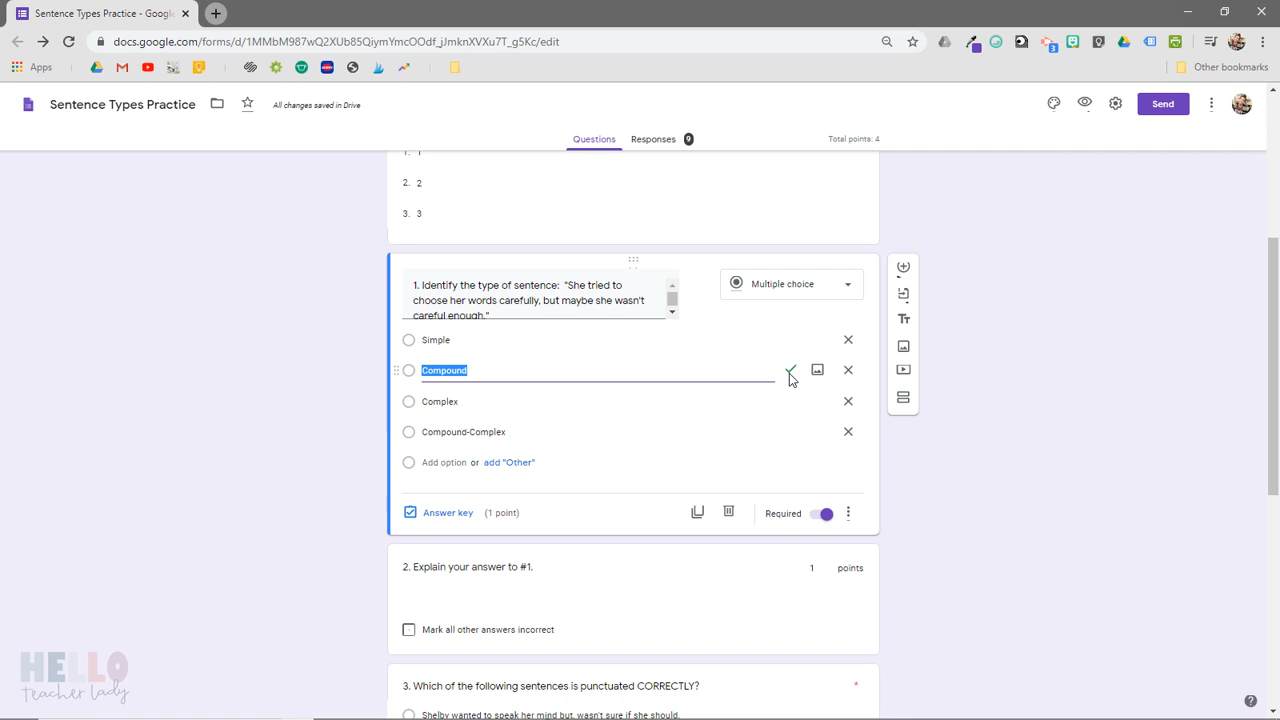 Sentence Types Practice - Google
docs.google.com/forms/d/1MMbM987wQ2XUb85QiymYmcOOdf_jJmknXVXu7T_g5Kc/edit
Apps
Other bookmarks
Sentence Types Practice
All changes saved in Drive
Send
Questions
Responses 9
Total points: 4
1. 1
2. 2
3. 3
1. Identify the type of sentence: "She tried to
choose her words carefully, but maybe she wasn't
careful enough."
Multiple choice
Simple
Compound
Complex
Compound-Complex
Add option or add "Other"
Answer key (1 point)
Required
2. Explain your answer to #1.
1 points
Mark all other answers incorrect
3. Which of the following sentences is punctuated CORRECTLY?
*
Shelby wanted to speak her mind but, wasn't sure if she should.
HELLO
teacher lady